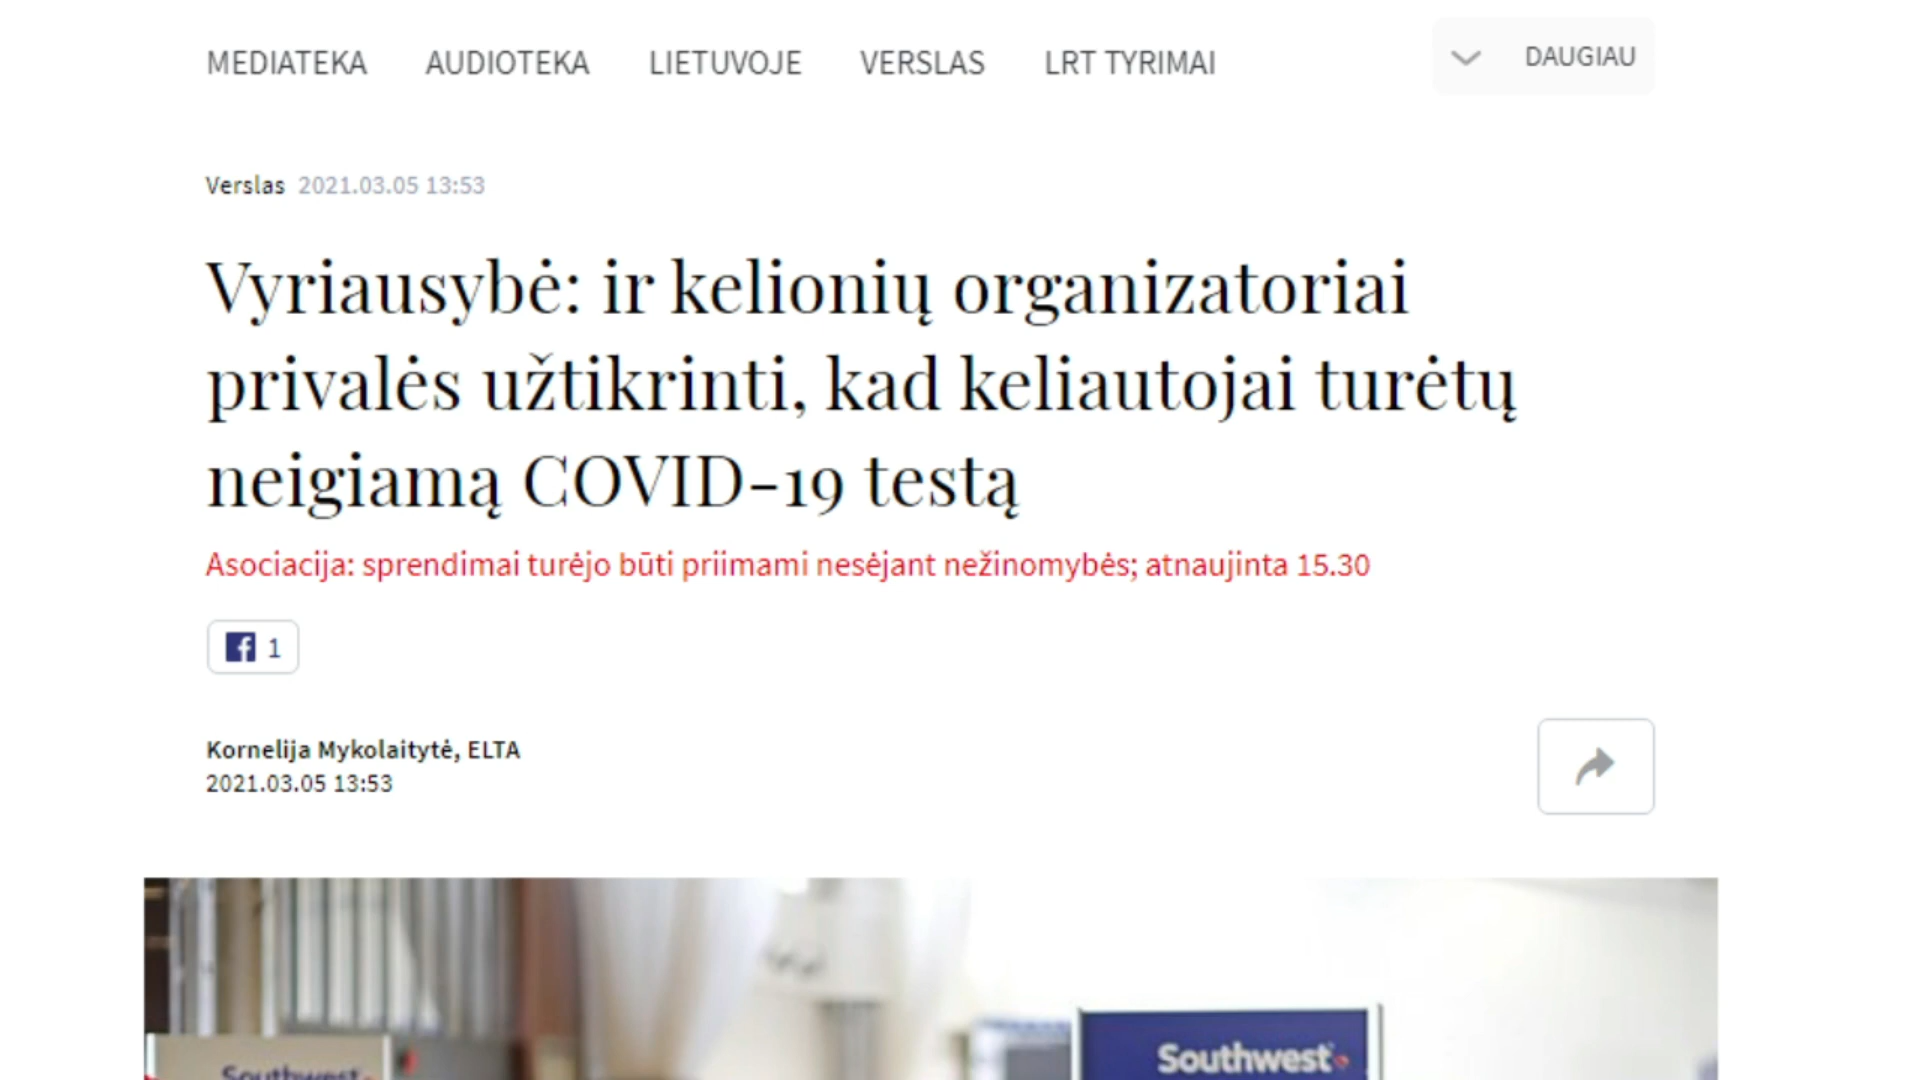 MEDIATEKA AUDIOTEKA LIETUVOJE VERSLAS LRT TYRIMAI DAUGIAU
Verslas 2021.03.05 13:53
Vyriausybė: ir kelionių organizatoriai
privalės užtikrinti, kad keliautojai turėtų
neigiamą COVID-19 testą
Asociacija: sprendimai turėjo būti priimami nesėjant nežinomybės; atnaujinta 15.30
1
Kornelija Mykolaitytė, ELTA
2021.03.05 13:53
Southwest
Southwest